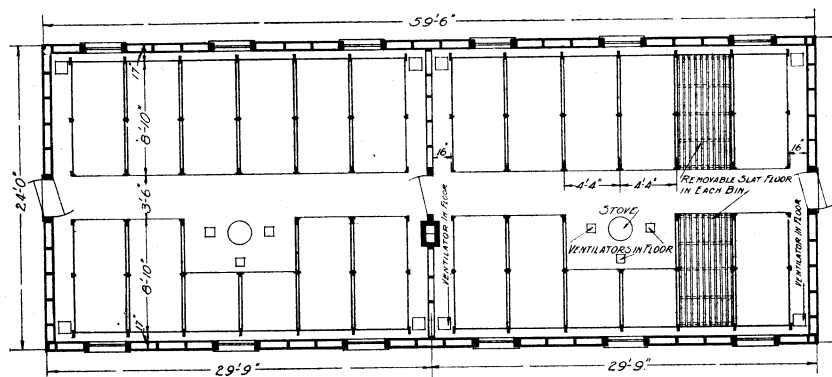 59'-6"
17"
8'-10"
16"
16"
24'-0"
4'-4"
4'-4"
REMOVABLE SLAT FLOOR
IN EACH BIN
3'-6"
STOVE
VENTILATOR IN FLOOR
VENTILATORS IN FLOOR
VENTILATOR IN FLOOR
8'-10"
17"
29'-9"
29'-9"